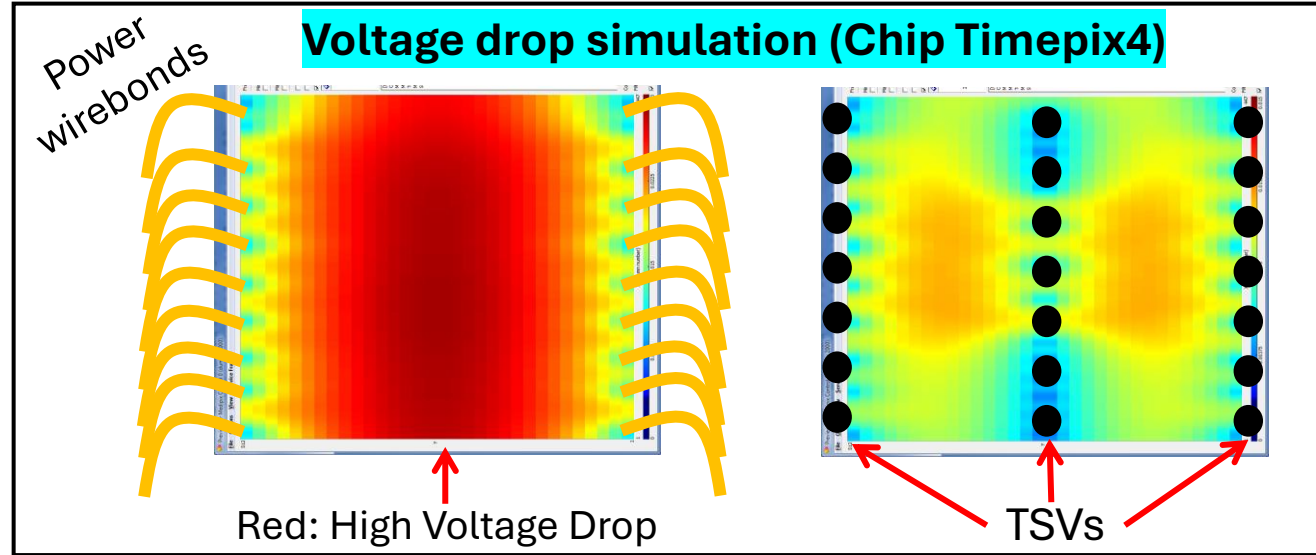 Voltage drop simulation (Chip Timepix4)
Power
wirebonds
Red: High Voltage Drop
TSVs